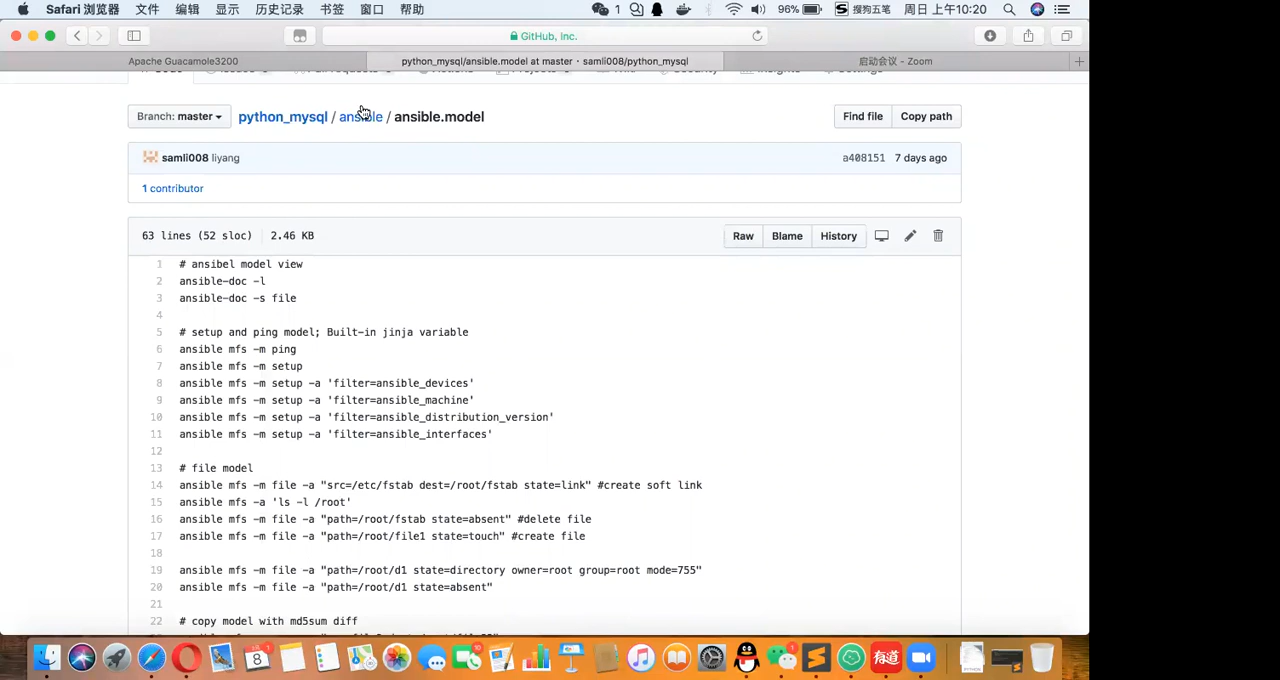 Safari 浏览器 文件 编辑 显示 历史记录 书签 窗口 帮助 1 96% S 搜狗五笔 周日 上午10:20
GitHub, Inc.
Apache Guacamole3200 python_mysql/ansible.model at master · samli008/python_mysql 启动会议 - Zoom
Branch: master python_mysql / ansible / ansible.model Find file Copy path
samli008 liyang a408151 7 days ago
1 contributor
63 lines (52 sloc) 2.46 KB Raw Blame History
1 # ansibel model view
2 ansible-doc -l
3 ansible-doc -s file
4
5 # setup and ping model; Built-in jinja variable
6 ansible mfs -m ping
7 ansible mfs -m setup
8 ansible mfs -m setup -a 'filter=ansible_devices'
9 ansible mfs -m setup -a 'filter=ansible_machine'
10 ansible mfs -m setup -a 'filter=ansible_distribution_version'
11 ansible mfs -m setup -a 'filter=ansible_interfaces'
12
13 # file model
14 ansible mfs -m file -a "src=/etc/fstab dest=/root/fstab state=link" #create soft link
15 ansible mfs -a 'ls -l /root'
16 ansible mfs -m file -a "path=/root/fstab state=absent" #delete file
17 ansible mfs -m file -a "path=/root/file1 state=touch" #create file
18
19 ansible mfs -m file -a "path=/root/d1 state=directory owner=root group=root mode=755"
20 ansible mfs -m file -a "path=/root/d1 state=absent"
21
22 # copy model with md5sum diff
8
有道